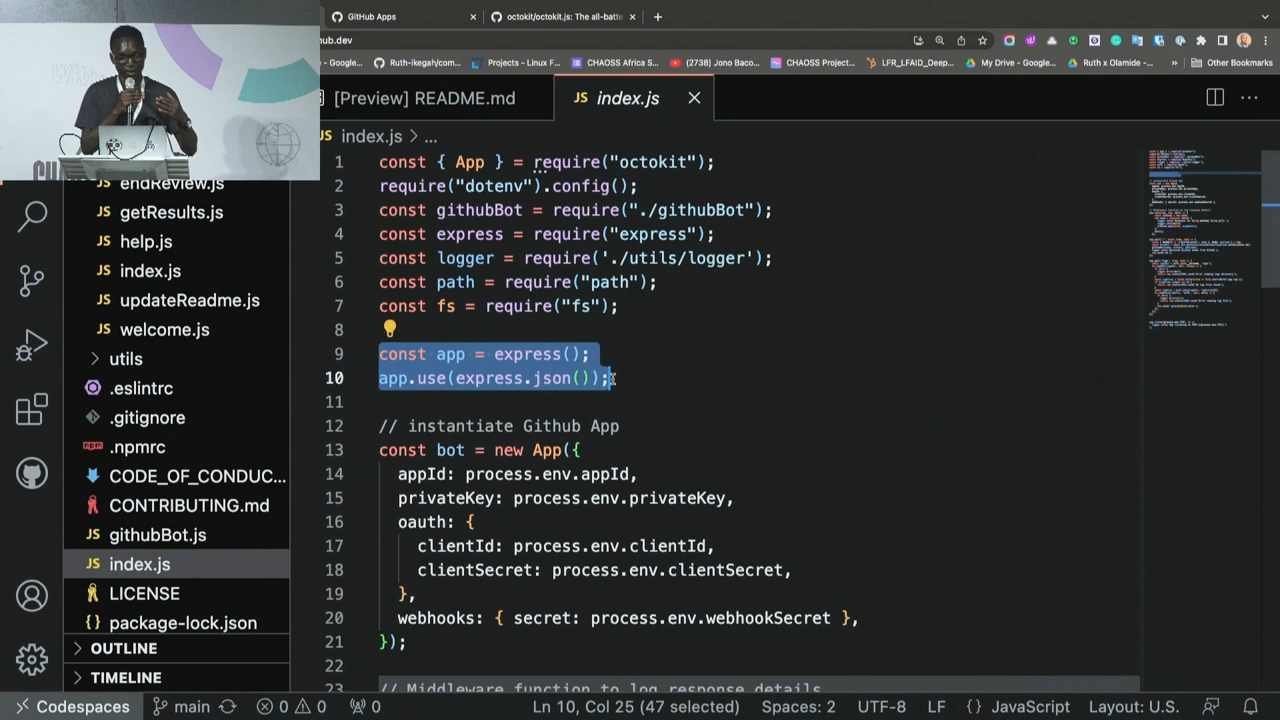 GitHub Apps
octokit/octokit.js: The all-batte
hub.dev
- Google...
Ruth-ikegah/com...
Projects - Linux F...
CHAOSS Africa S...
(2738) Jono Baco...
CHAOSS Project...
LFR_LFAID_Deep...
My Drive - Google...
Ruth x Olamide -...
Other Bookmarks
[Preview] README.md
JS index.js
JS index.js > ...
endReview.js
JS getResults.js
JS help.js
JS index.js
JS updateReadme.js
JS welcome.js
utils
.eslintrc
.gitignore
npm .npmrc
CODE_OF_CONDUC...
CONTRIBUTING.md
JS githubBot.js
JS index.js
LICENSE
{} package-lock.json
OUTLINE
TIMELINE
1 const { App } = require("octokit");
2 require("dotenv").config();
3 const githubBot = require("./githubBot");
4 const express = require("express");
5 const logger = require('./utils/logger');
6 const path = require("path");
7 const fs = require("fs");
8
9 const app = express();
10 app.use(express.json());
11
12 // instantiate Github App
13 const bot = new App({
14 appId: process.env.appId,
15 privateKey: process.env.privateKey,
16 oauth: {
17 clientId: process.env.clientId,
18 clientSecret: process.env.clientSecret,
19 },
20 webhooks: { secret: process.env.webhookSecret },
21 });
22
23 // Middleware function to log response details
Codespaces
main
0
0
0
Ln 10, Col 25 (47 selected)
Spaces: 2
UTF-8
LF
{} JavaScript
Layout: U.S.